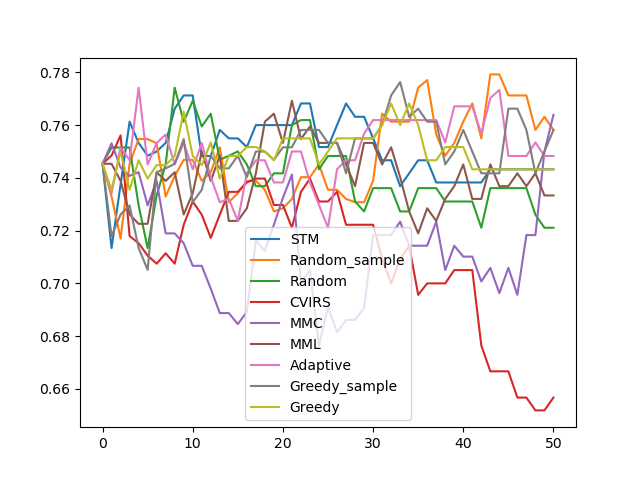 0.78
0.76
0.74
0.72
0.70
0.68
0.66
0
10
20
30
40
50
STM
Random_sample
Random
CVIRS
MMC
MML
Adaptive
Greedy_sample
Greedy